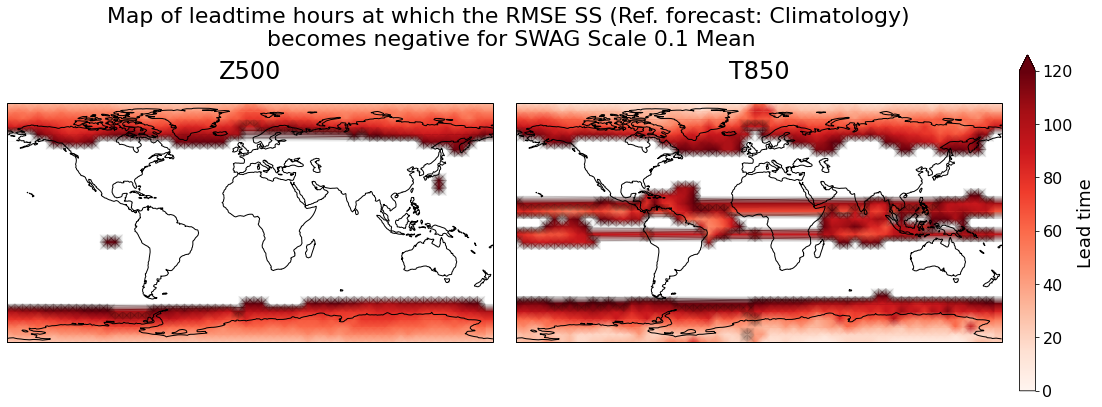 Map of leadtime hours at which the RMSE SS (Ref. forecast: Climatology)
becomes negative for SWAG Scale 0.1 Mean
Z500
T850
120
100
80
60
40
20
0
Lead time